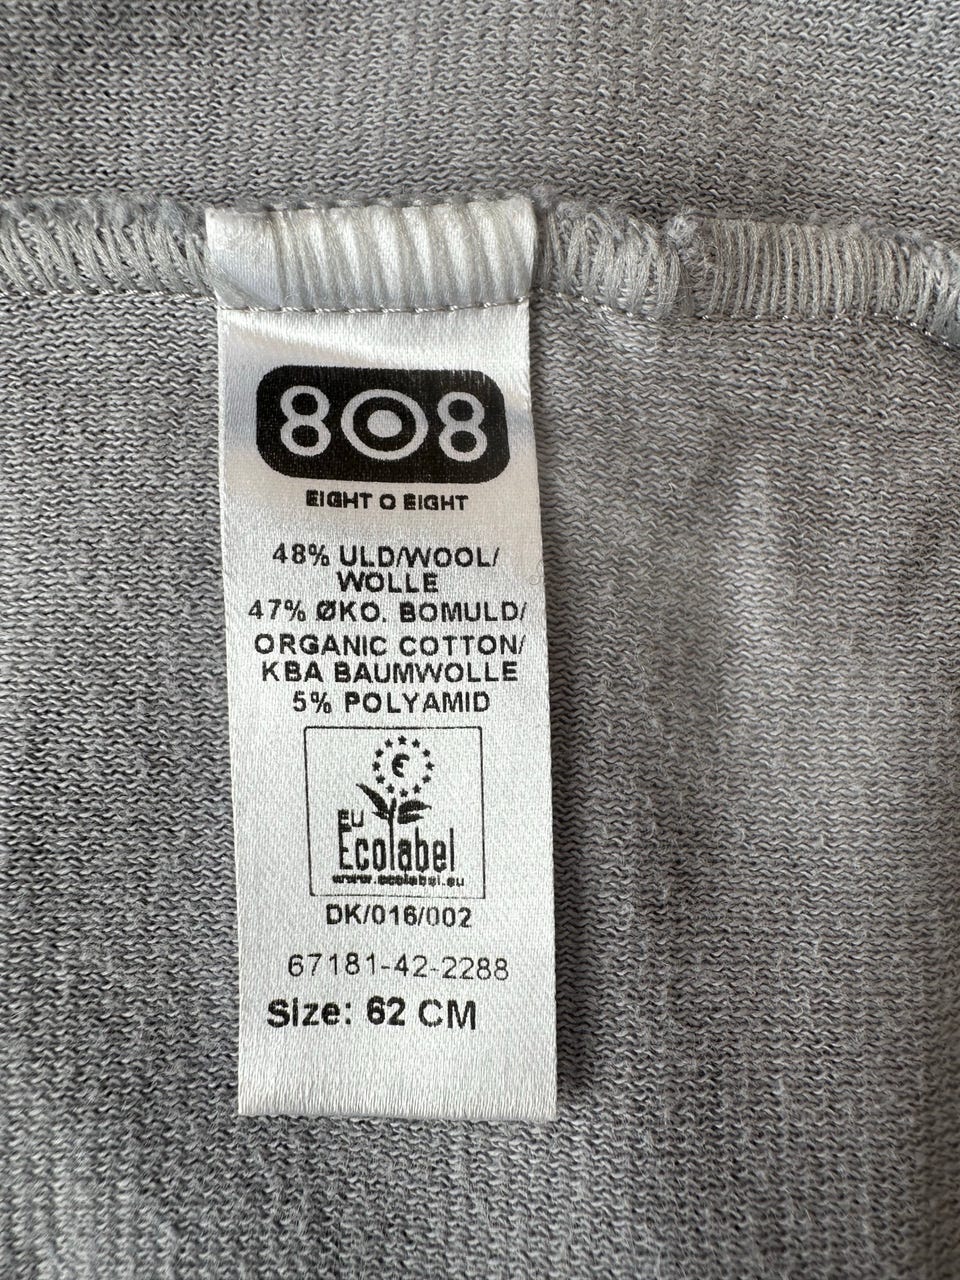 808
EIGHT O EIGHT
48% ULD/WOOL/
WOLLE
47% ØKO. BOMULD/
ORGANIC COTTON/
KBA BAUMWOLLE
5% POLYAMID
€
EU
Ecolabel
www.ecolabel.eu
DK/016/002
67181-42-2288
Size: 62 CM